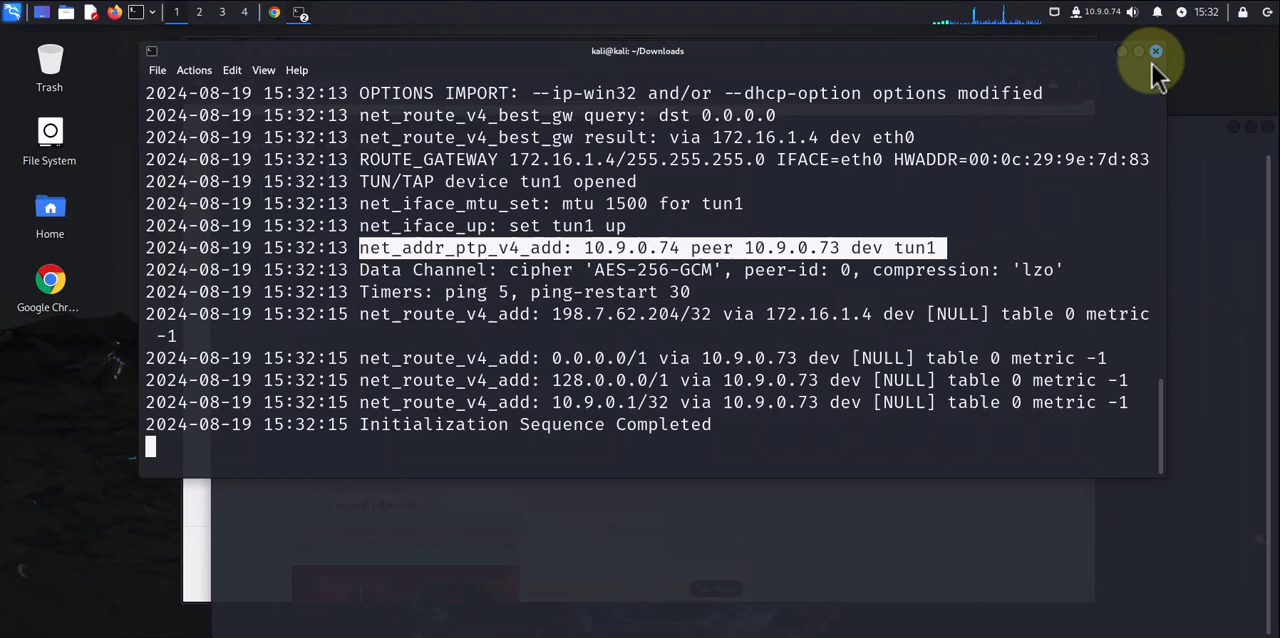 1 2 3 4 2 10.9.0.74 15:32
kali@kali: ~/Downloads
File Actions Edit View Help
Trash
File System
Home
Google Chr...
2024-08-19 15:32:13 OPTIONS IMPORT: --ip-win32 and/or --dhcp-option options modified
2024-08-19 15:32:13 net_route_v4_best_gw query: dst 0.0.0.0
2024-08-19 15:32:13 net_route_v4_best_gw result: via 172.16.1.4 dev eth0
2024-08-19 15:32:13 ROUTE_GATEWAY 172.16.1.4/255.255.255.0 IFACE=eth0 HWADDR=00:0c:29:9e:7d:83
2024-08-19 15:32:13 TUN/TAP device tun1 opened
2024-08-19 15:32:13 net_iface_mtu_set: mtu 1500 for tun1
2024-08-19 15:32:13 net_iface_up: set tun1 up
2024-08-19 15:32:13 net_addr_ptp_v4_add: 10.9.0.74 peer 10.9.0.73 dev tun1
2024-08-19 15:32:13 Data Channel: cipher 'AES-256-GCM', peer-id: 0, compression: 'lzo'
2024-08-19 15:32:13 Timers: ping 5, ping-restart 30
2024-08-19 15:32:15 net_route_v4_add: 198.7.62.204/32 via 172.16.1.4 dev [NULL] table 0 metric
-1
2024-08-19 15:32:15 net_route_v4_add: 0.0.0.0/1 via 10.9.0.73 dev [NULL] table 0 metric -1
2024-08-19 15:32:15 net_route_v4_add: 128.0.0.0/1 via 10.9.0.73 dev [NULL] table 0 metric -1
2024-08-19 15:32:15 net_route_v4_add: 10.9.0.1/32 via 10.9.0.73 dev [NULL] table 0 metric -1
2024-08-19 15:32:15 Initialization Sequence Completed